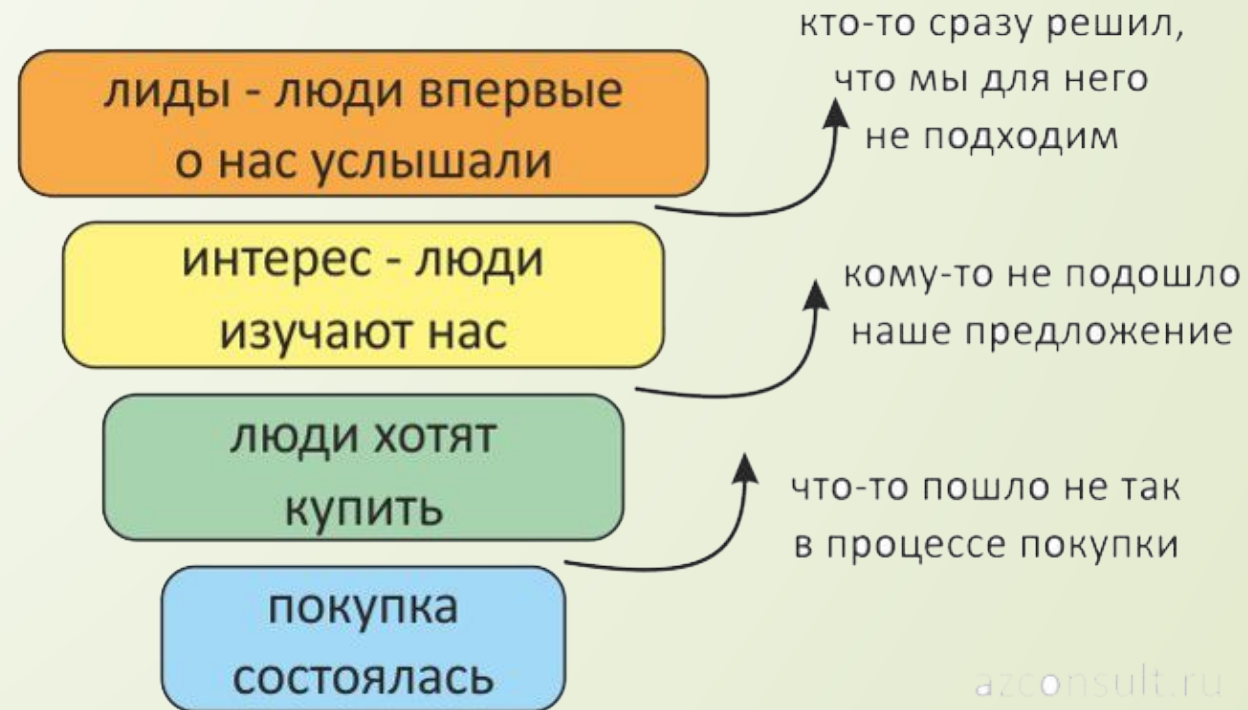 лиды - люди впервые
о нас услышали
кто-то сразу решил,
что мы для него
не подходим
интерес - люди
изучают нас
кому-то не подошло
наше предложение
люди хотят
купить
что-то пошло не так
в процессе покупки
покупка
состоялась
azconsult.ru